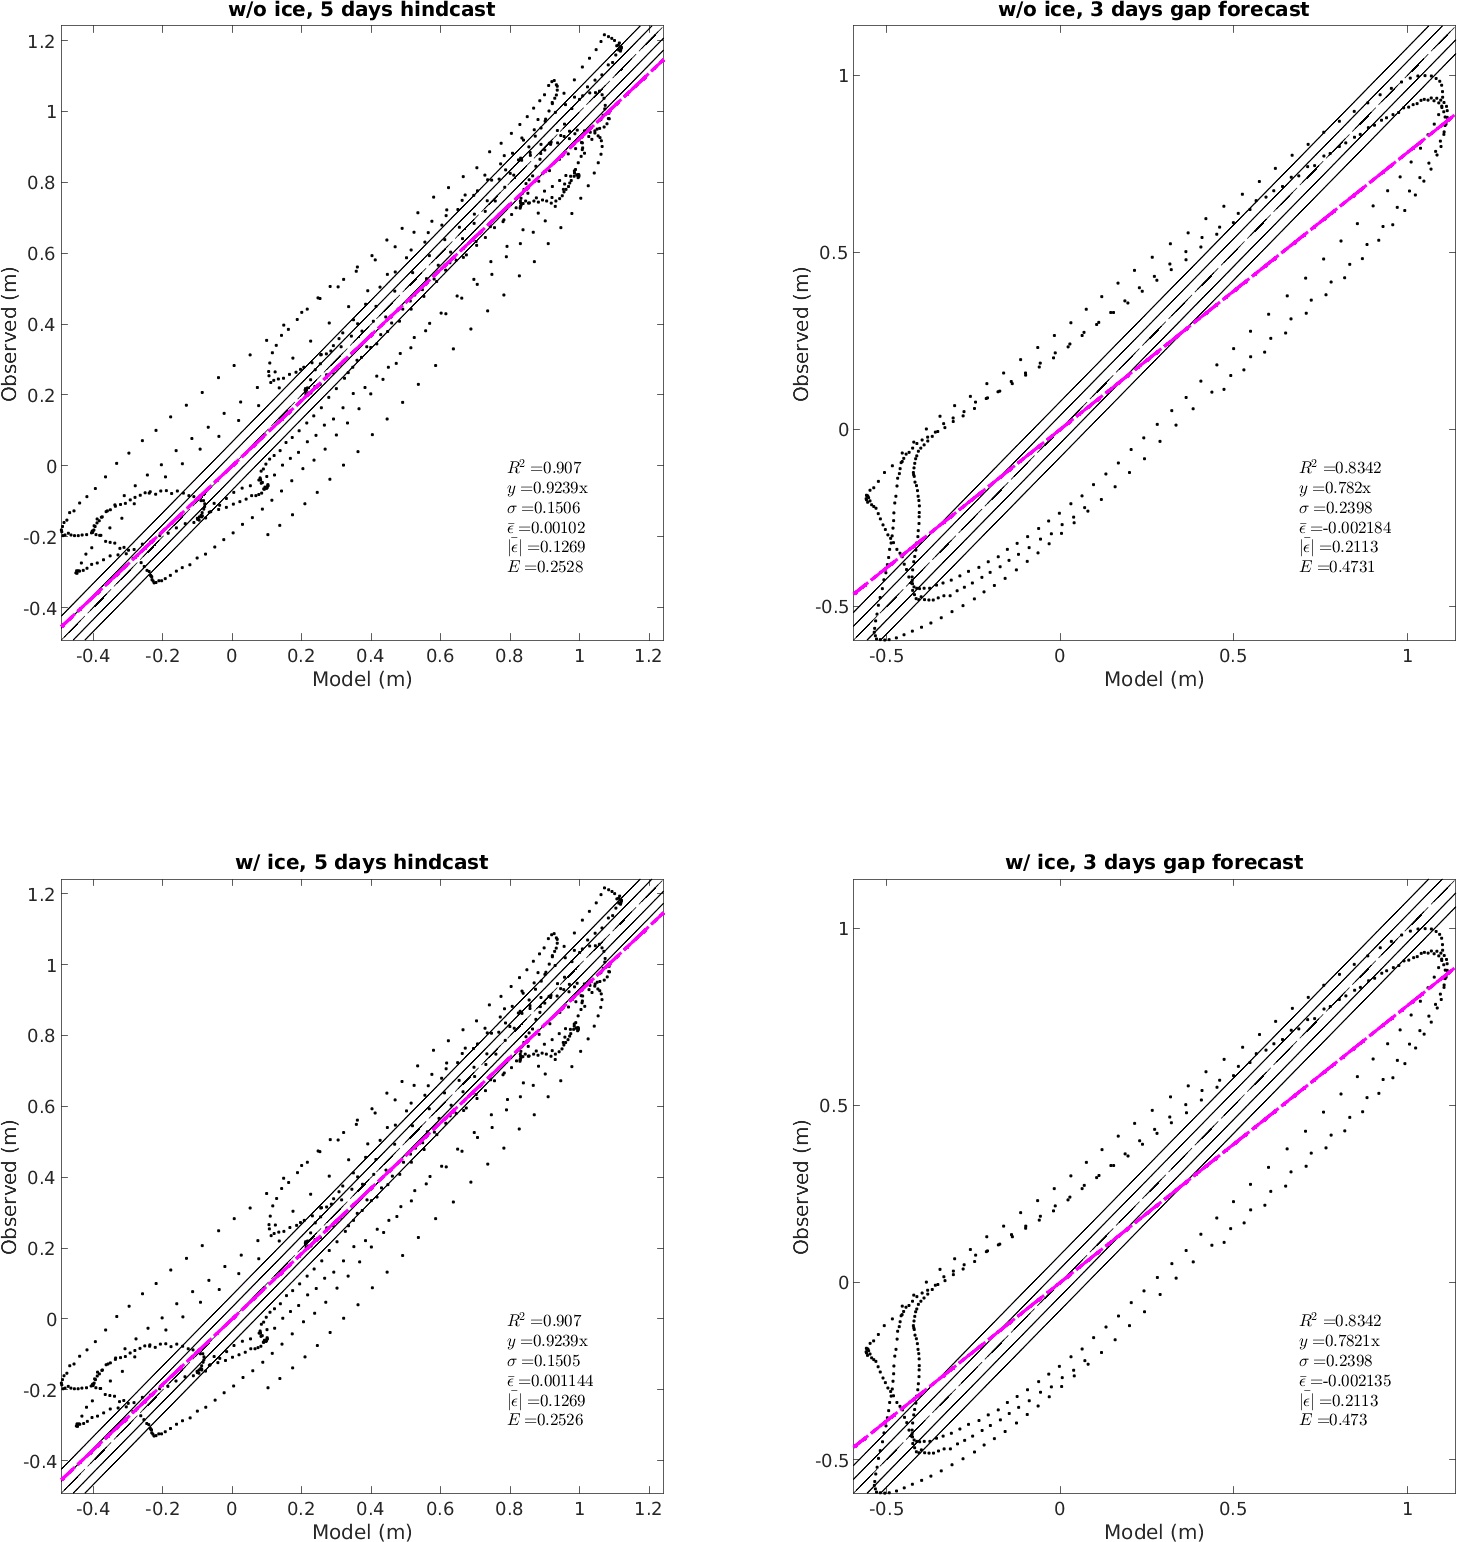 w/o ice, 5 days hindcast
1.2
1
0.8
0.6
0.4
0.2
0
-0.2
-0.4
Observed (m)
R² =0.907
y =0.9239x
σ =0.1506
ϵ̄ =0.00102
|ϵ̄| =0.1269
E =0.2528
-0.4 -0.2 0 0.2 0.4 0.6 0.8 1 1.2
Model (m)
w/o ice, 3 days gap forecast
1
0.5
0
-0.5
Observed (m)
R² =0.8342
y =0.782x
σ =0.2398
ϵ̄ =-0.002184
|ϵ̄| =0.2113
E =0.4731
-0.5 0 0.5 1
Model (m)
w/ ice, 5 days hindcast
1.2
1
0.8
0.6
0.4
0.2
0
-0.2
-0.4
Observed (m)
R² =0.907
y =0.9239x
σ =0.1505
ϵ̄ =0.001144
|ϵ̄| =0.1269
E =0.2526
-0.4 -0.2 0 0.2 0.4 0.6 0.8 1 1.2
Model (m)
w/ ice, 3 days gap forecast
1
0.5
0
-0.5
Observed (m)
R² =0.8342
y =0.7821x
σ =0.2398
ϵ̄ =-0.002135
|ϵ̄| =0.2113
E =0.473
-0.5 0 0.5 1
Model (m)